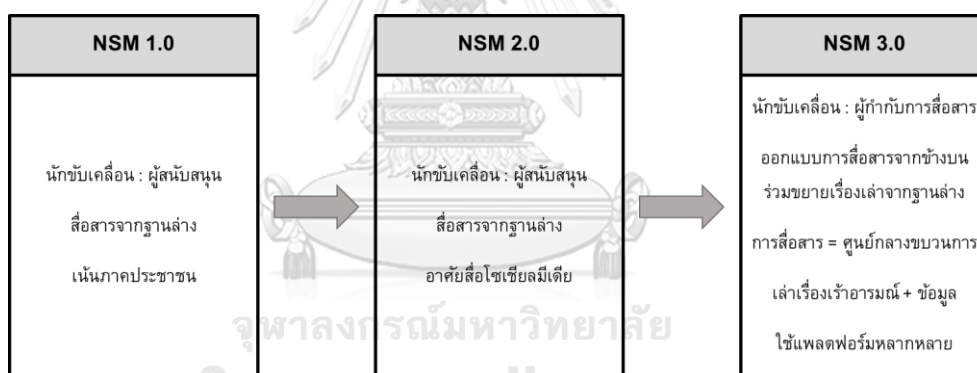 NSM 1.0
นักขับเคลื่อน : ผู้สนับสนุน
สื่อสารจากฐานล่าง
เน้นภาคประชาชน
NSM 2.0
นักขับเคลื่อน : ผู้สนับสนุน
สื่อสารจากฐานล่าง
อาศัยสื่อโซเชียลมีเดีย
NSM 3.0
นักขับเคลื่อน : ผู้กำกับการสื่อสาร
ออกแบบการสื่อสารจากข้างบน
ร่วมขยายเรื่องเล่าจากฐานล่าง
การสื่อสาร = ศูนย์กลางขบวนการ
เล่าเรื่องเร้าอารมณ์ + ข้อมูล
ใช้แพลตฟอร์มหลากหลาย
จุฬาลงกรณ์มหาวิทยาลัย